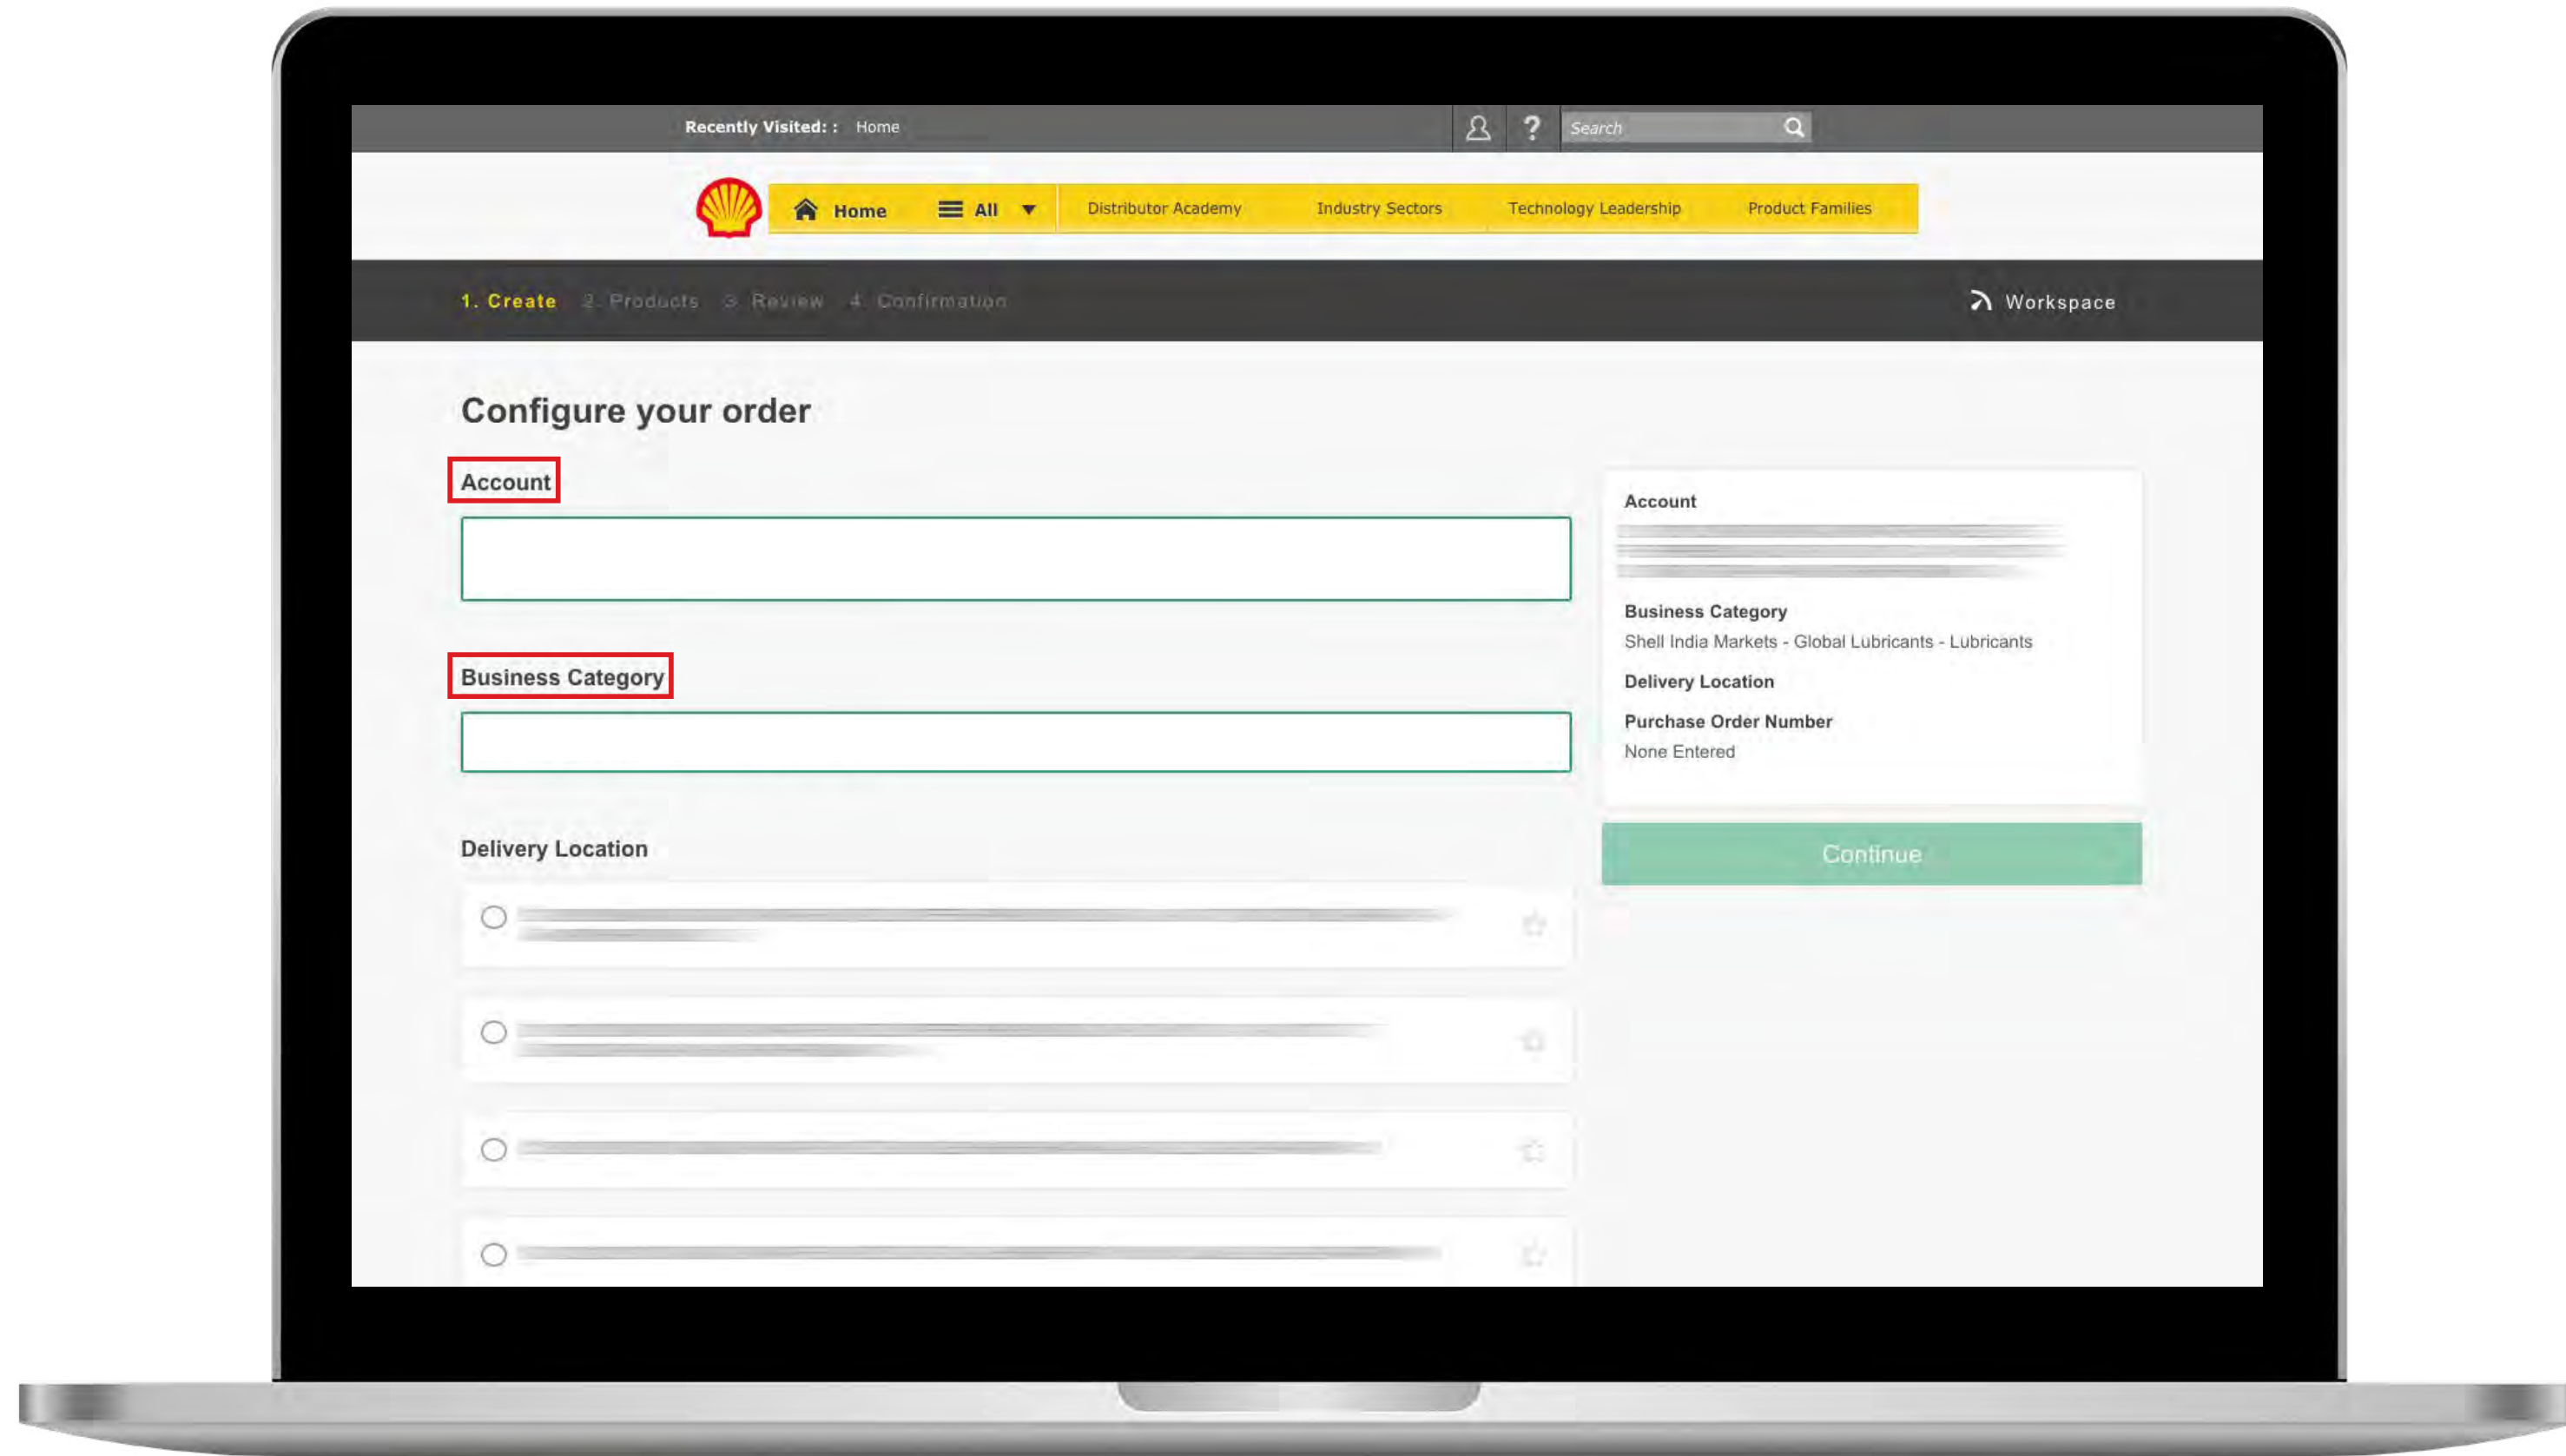 Recently Visited: :   Home
?
Search
Home
All
Distributor Academy
Industry Sectors
Technology Leadership
Product Families
1. Create   2. Products   3. Review   4. Confirmation
Workspace
Configure your order
Account
Business Category
Delivery Location
Account
Business Category
Shell India Markets - Global Lubricants - Lubricants
Delivery Location
Purchase Order Number
None Entered
Continue